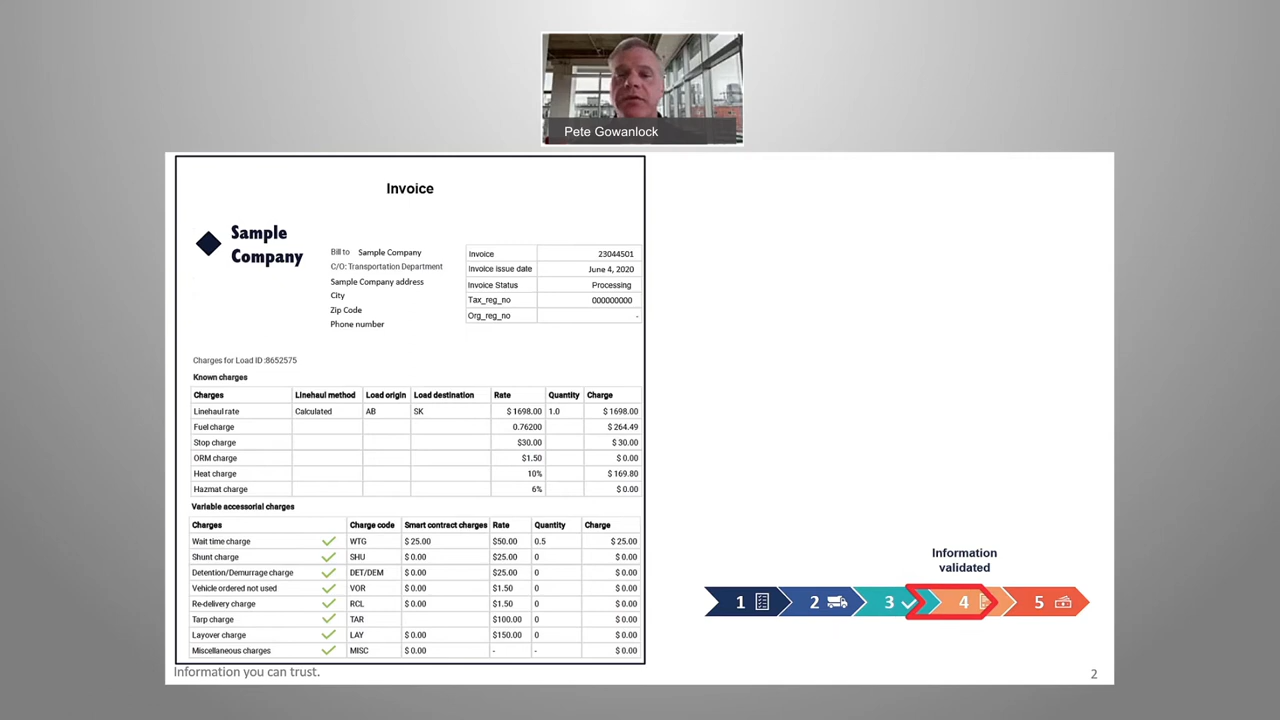 Pete Gowanlock
Invoice
Sample
Company
Bill to Sample Company
C/O: Transportation Department
Sample Company address
City
Zip Code
Phone number
Invoice 23044501
Invoice issue date June 4, 2020
Invoice Status Processing
Tax_reg_no 000000000
Org_reg_no -
Charges for Load ID:8652575
Known charges
Charges Linehaul method Load origin Load destination Rate Quantity Charge
Linehaul rate Calculated AB SK $ 1698.00 1.0 $ 1698.00
Fuel charge 0.76200 $ 264.49
Stop charge $30.00 $ 30.00
ORM charge $1.50 $ 0.00
Heat charge 10% $ 169.80
Hazmat charge 6% $ 0.00
Variable accessorial charges
Charges Charge code Smart contract charges Rate Quantity Charge
Wait time charge WTG $ 25.00 $50.00 0.5 $ 25.00
Shunt charge SHU $ 0.00 $25.00 0 $ 0.00
Detention/Demurrage charge DET/DEM $ 0.00 $25.00 0 $ 0.00
Vehicle ordered not used VOR $ 0.00 $1.50 0 $ 0.00
Re-delivery charge RCL $ 0.00 $1.50 0 $ 0.00
Tarp charge TAR $100.00 0 $ 0.00
Layover charge LAY $ 0.00 $150.00 0 $ 0.00
Miscellaneous charges MISC $ 0.00 - - $ 0.00
Information
validated
1 2 3 4 5
Information you can trust.
2